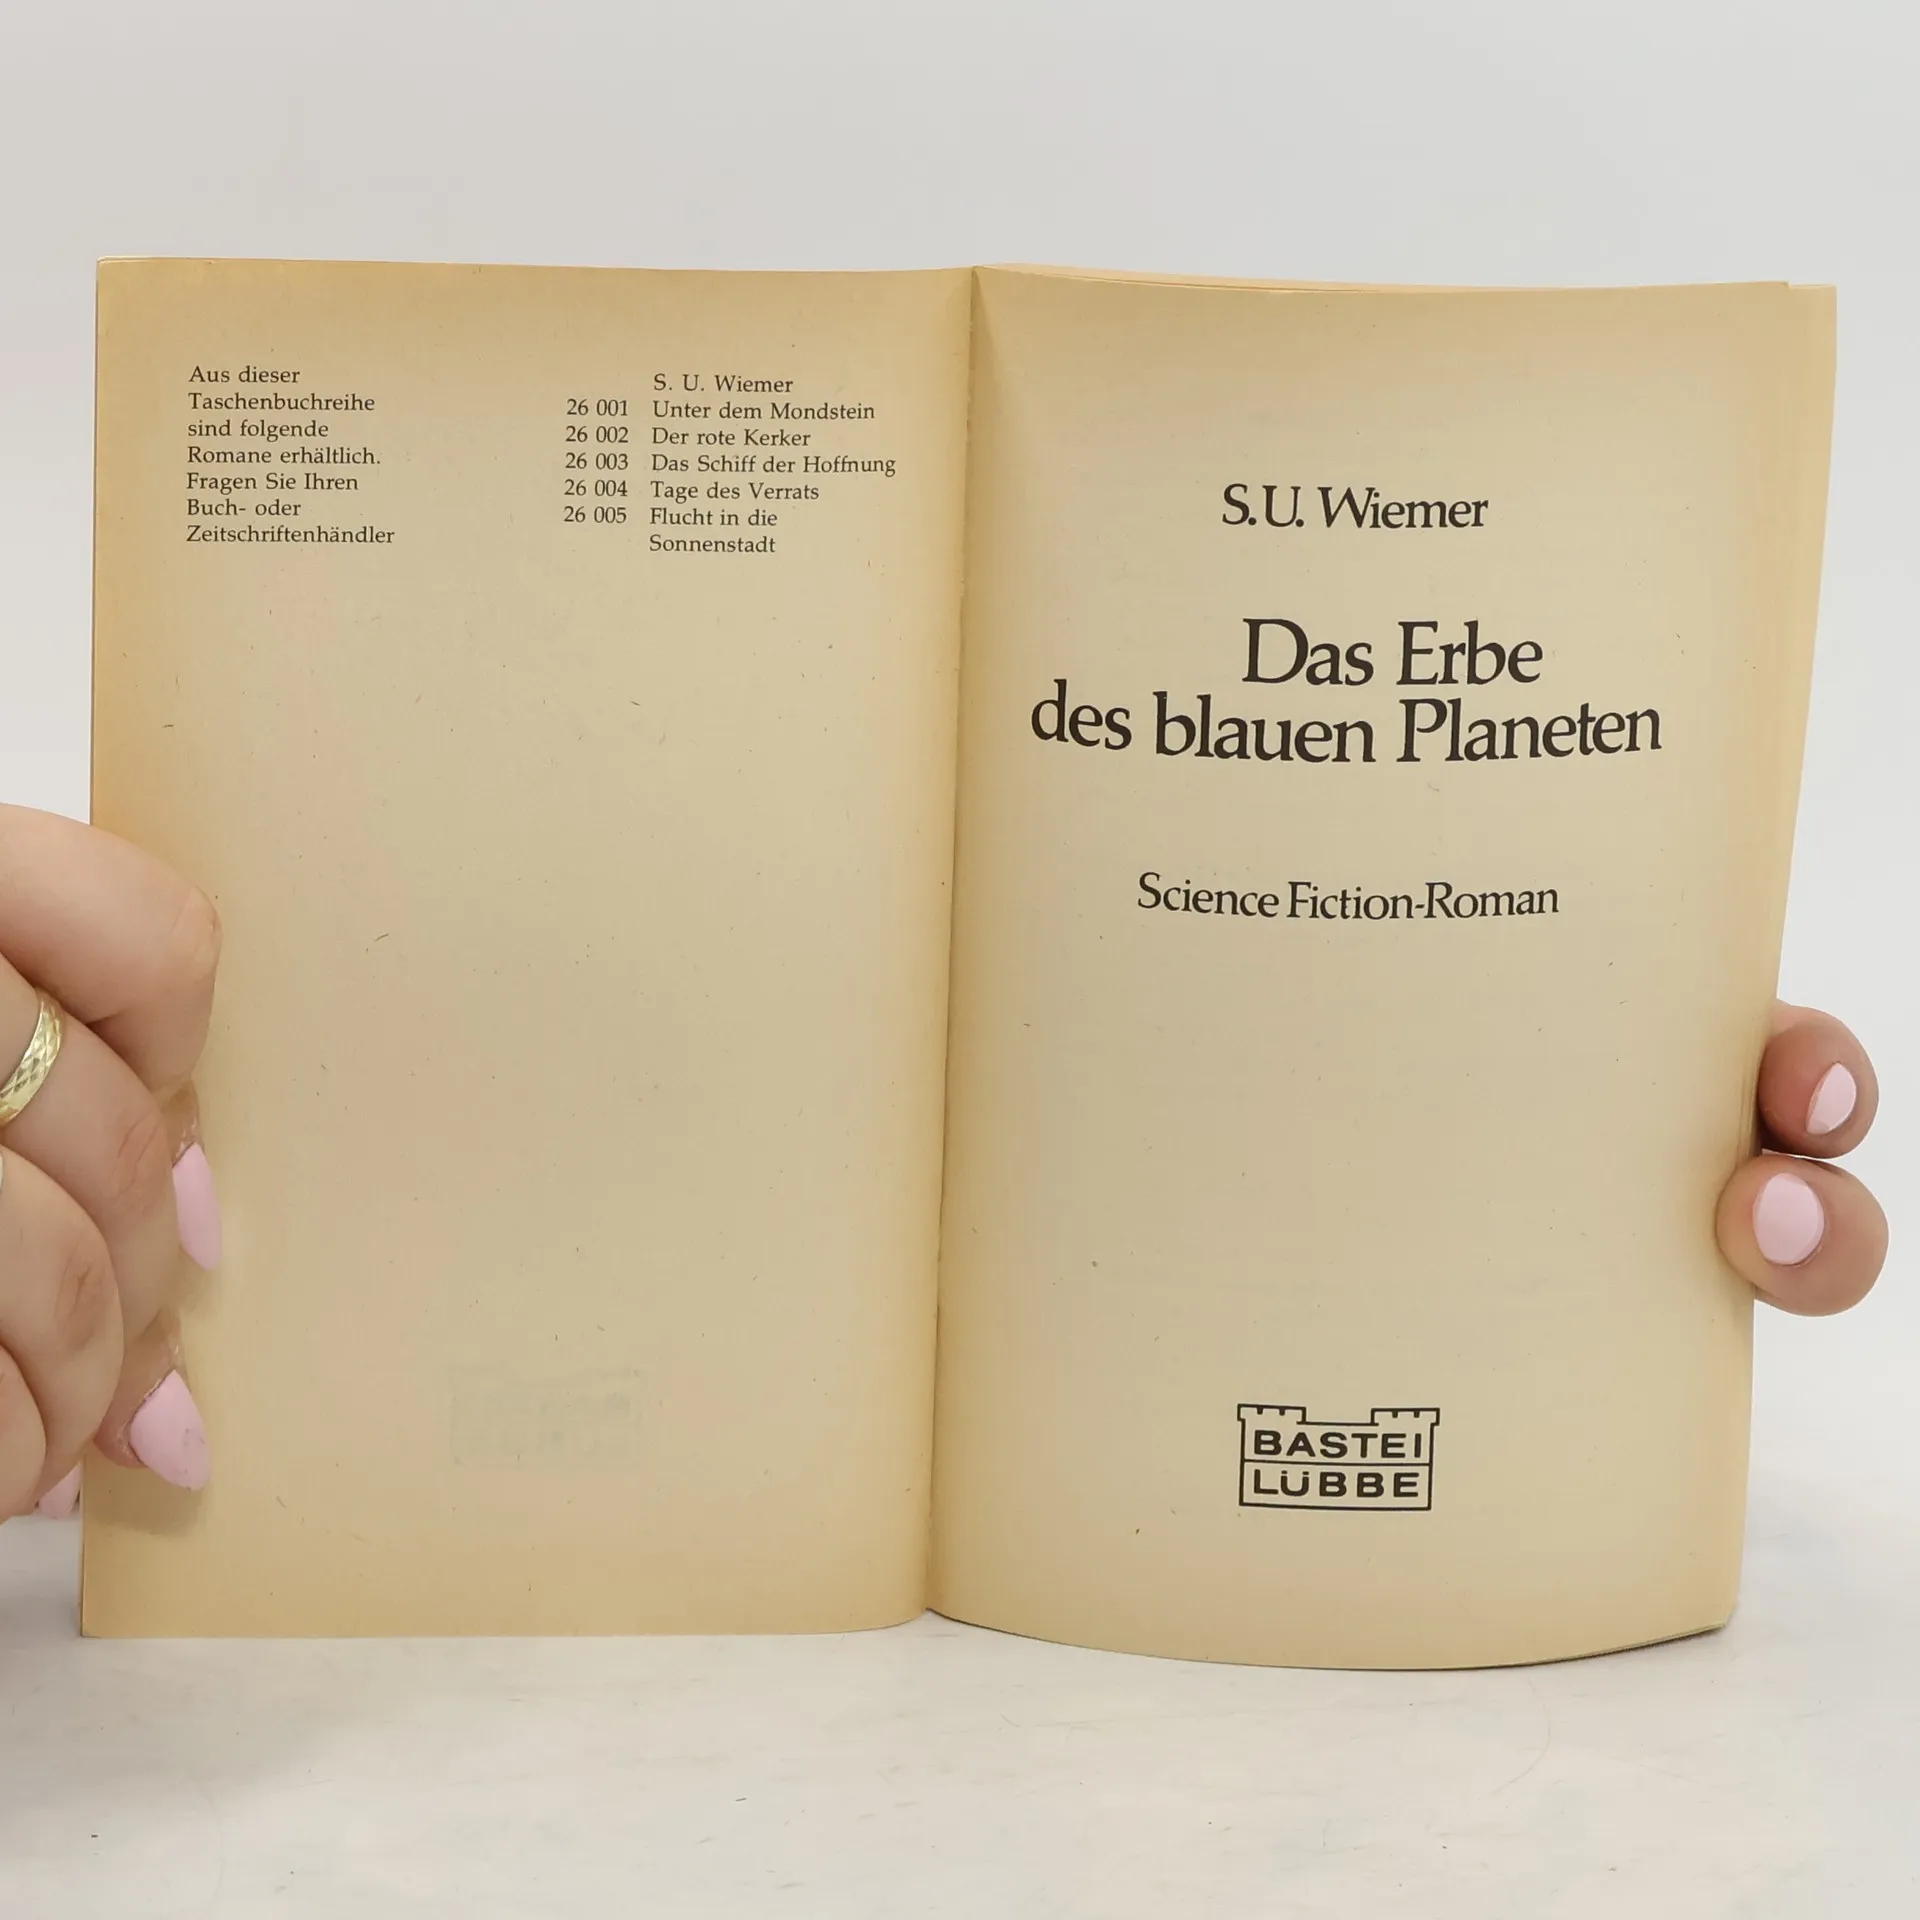 Aus dieser
Taschenbuchreihe
sind folgende
Romane erhältlich.
Fragen Sie Ihren
Buch- oder
Zeitschriftenhändler
S. U. Wiemer
26 001 Unter dem Mondstein
26 002 Der rote Kerker
26 003 Das Schiff der Hoffnung
26 004 Tage des Verrats
26 005 Flucht in die
Sonnenstadt
S.U. Wiemer
Das Erbe
des blauen Planeten
Science Fiction-Roman
BASTEI
LÜBBE